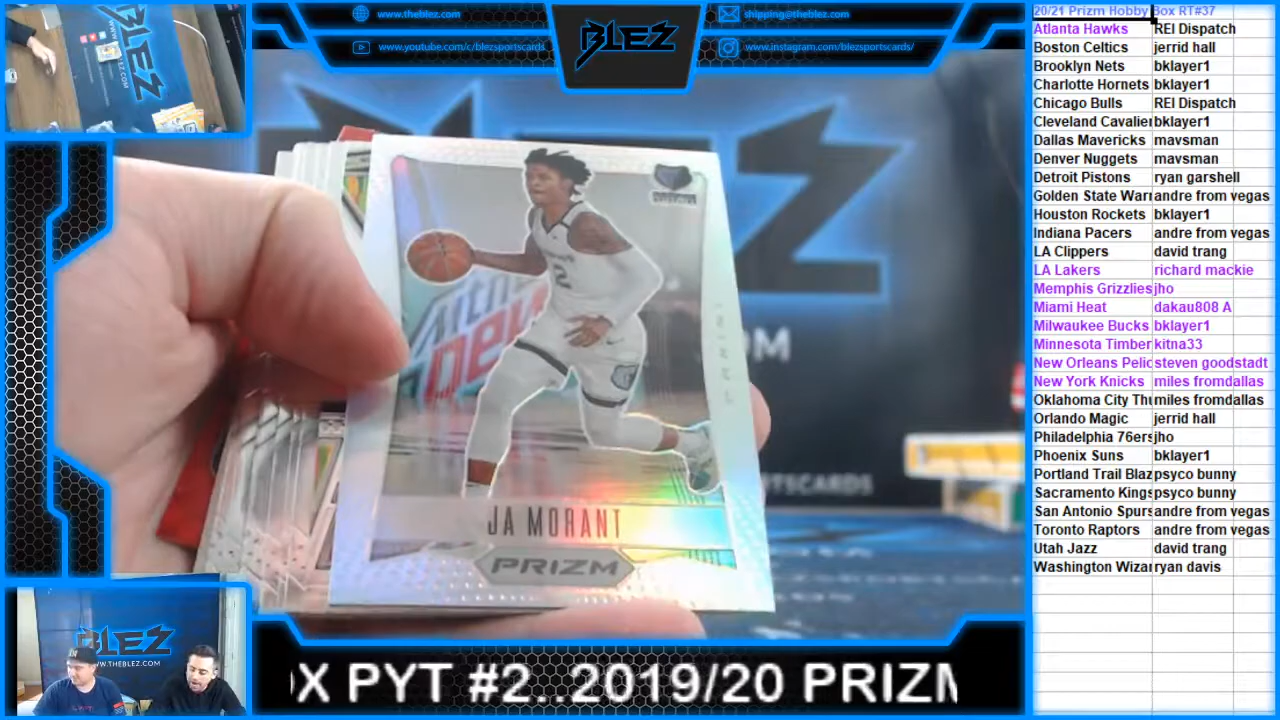 www.theblez.com
www.youtube.com/c/blezsportscards
BLEZ
shipping@theblez.com
www.instagram.com/blezsportscards/
JA MORANT
PRIZM
BLEZ
WWW.THEBLEZ.COM
X PYT #2..2019/20 PRIZM
20/21 Prizm Hobby Box RT#37
Atlanta Hawks REI Dispatch
Boston Celtics jerrid hall
Brooklyn Nets bklayer1
Charlotte Hornets bklayer1
Chicago Bulls REI Dispatch
Cleveland Cavalier bklayer1
Dallas Mavericks mavsman
Denver Nuggets mavsman
Detroit Pistons ryan garshell
Golden State Warr andre from vegas
Houston Rockets bklayer1
Indiana Pacers andre from vegas
LA Clippers david trang
LA Lakers richard mackie
Memphis Grizzlies jho
Miami Heat dakau808 A
Milwaukee Bucks bklayer1
Minnesota Timber kitna33
New Orleans Pelic steven goodstadt
New York Knicks miles fromdallas
Oklahoma City Thu miles fromdallas
Orlando Magic jerrid hall
Philadelphia 76ers jho
Phoenix Suns bklayer1
Portland Trail Blaz psyco bunny
Sacramento Kings psyco bunny
San Antonio Spurs andre from vegas
Toronto Raptors andre from vegas
Utah Jazz david trang
Washington Wizar ryan davis